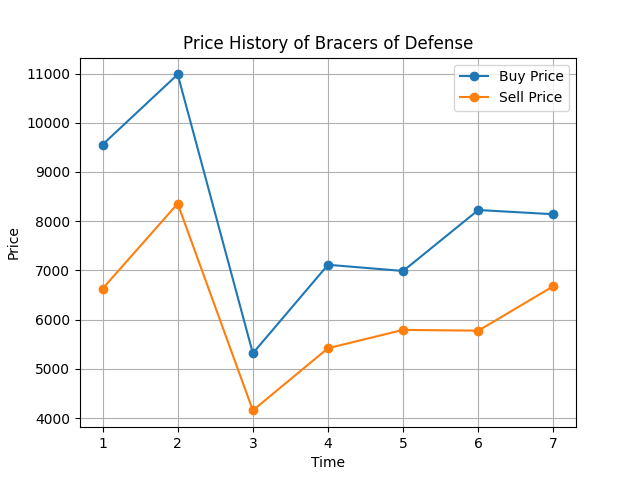 Price History of Bracers of Defense
Buy Price
Sell Price
Price
11000
10000
9000
8000
7000
6000
5000
4000
1 2 3 4 5 6 7
Time